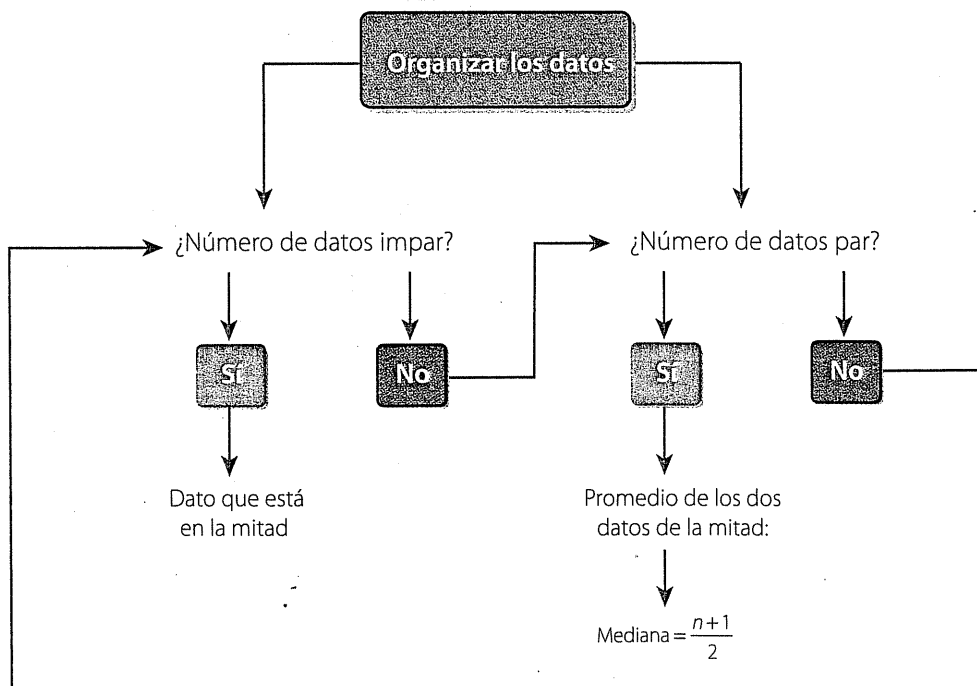 Organizar los datos
¿Número de datos impar?
¿Número de datos par?
Sí
No
Sí
No
Dato que está
en la mitad
Promedio de los dos
datos de la mitad:
Mediana = n+1/2